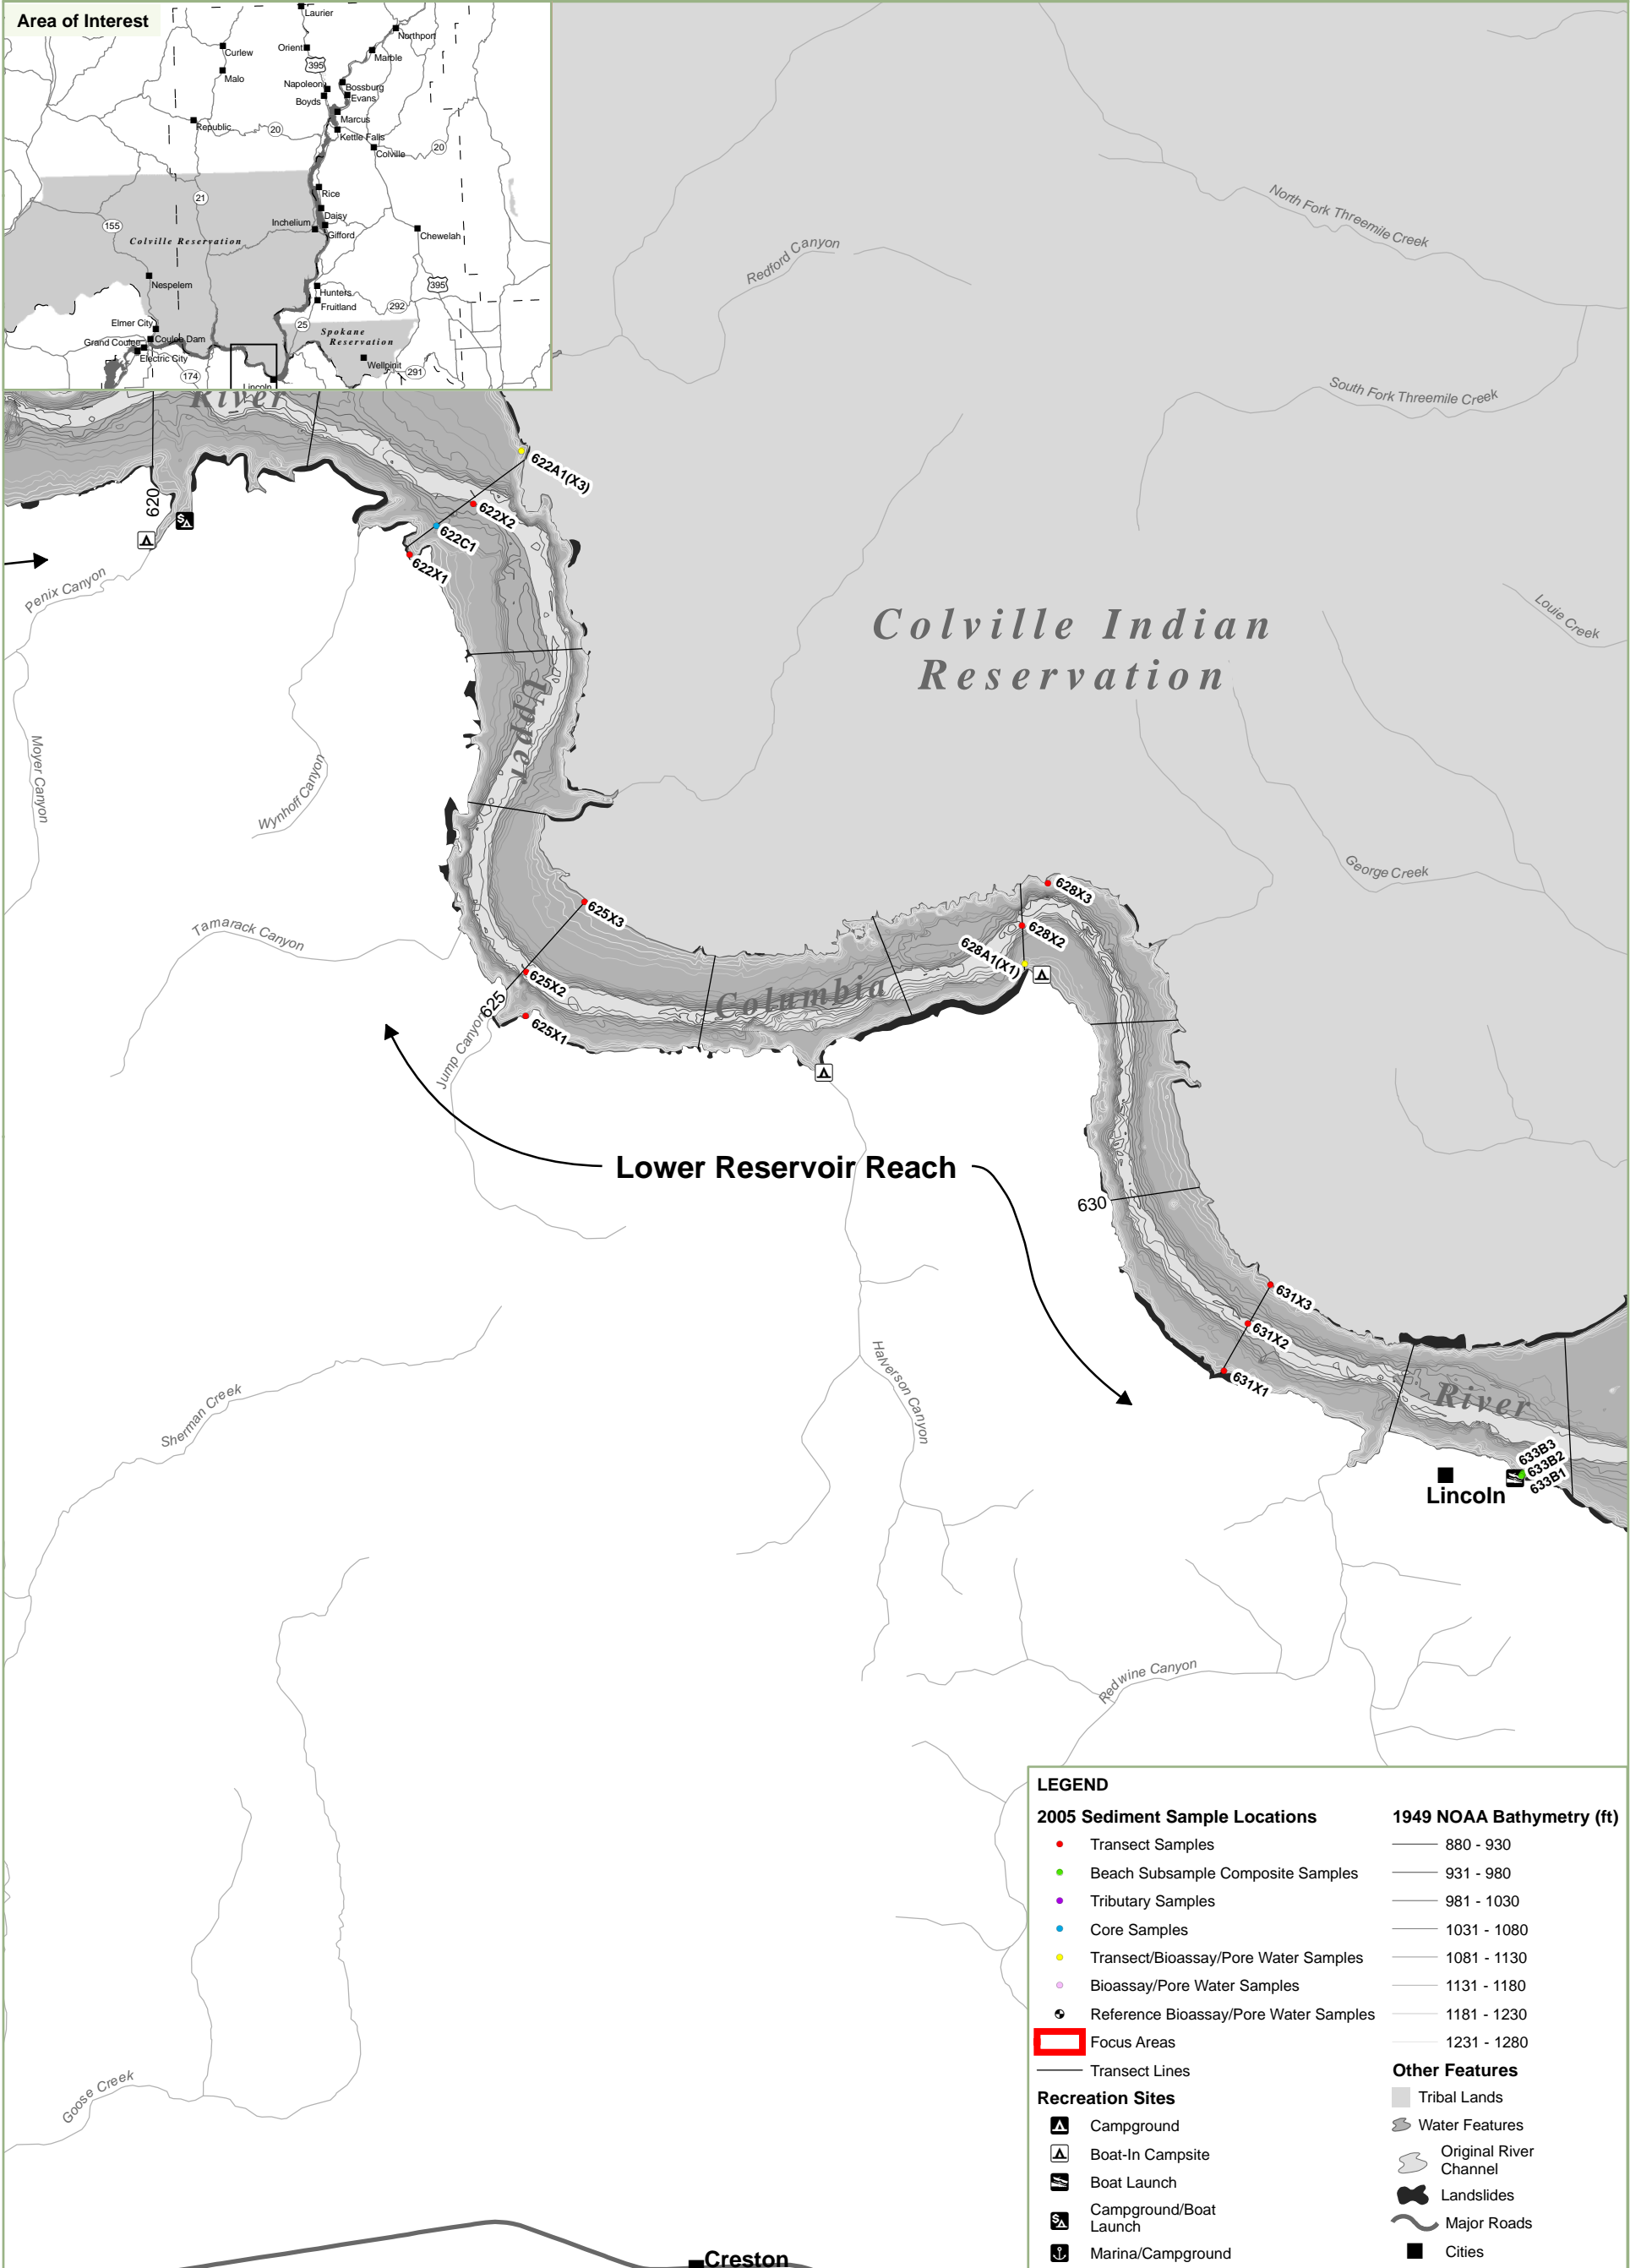 Area of Interest
Laurier
Northport
Curlew
Orient
Marble
395
Malo
Napoleon
Bossburg
Boyds
Evans
Marcus
Republic
20
Kettle Falls
Colville
20
Rice
21
Daisy
155
Inchelium
Gifford
Chewelah
Colville Reservation
Nespelem
395
Hunters
Fruitland
292
Elmer City
25
Spokane
Reservation
Grand Coulee
Coulee Dam
Electric City
Wellpinit
174
291
Lincoln
North Fork Threemile Creek
Redford Canyon
South Fork Threemile Creek
River
622A1(X3)
620
622X2
622C1
622X1
Penix Canyon
Louie Creek
Colville Indian
Reservation
Upper
Moyer Canyon
Wynhoff Canyon
George Creek
628X3
625X3
628X2
Tamarack Canyon
628A1(X1)
625X2
Columbia
625
625X1
Jump Canyon
Lower Reservoir Reach
630
631X3
631X2
631X1
Halverson Canyon
River
Sherman Creek
633B3
633B2
633B1
Lincoln
Redwine Canyon
Goose Creek
Creston
LEGEND
2005 Sediment Sample Locations
Transect Samples
Beach Subsample Composite Samples
Tributary Samples
Core Samples
Transect/Bioassay/Pore Water Samples
Bioassay/Pore Water Samples
Reference Bioassay/Pore Water Samples
Focus Areas
Transect Lines
Recreation Sites
Campground
Boat-In Campsite
Boat Launch
Campground/Boat
Launch
Marina/Campground
1949 NOAA Bathymetry (ft)
880 - 930
931 - 980
981 - 1030
1031 - 1080
1081 - 1130
1131 - 1180
1181 - 1230
1231 - 1280
Other Features
Tribal Lands
Water Features
Original River
Channel
Landslides
Major Roads
Cities